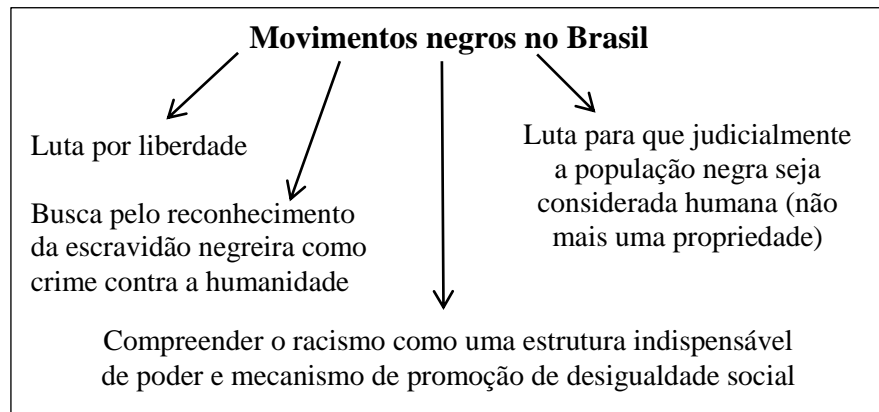 Movimentos negros no Brasil
Luta por liberdade
Busca pelo reconhecimento
da escravidão negreira como
crime contra a humanidade
Luta para que judicialmente
a população negra seja
considerada humana (não
mais uma propriedade)
Compreender o racismo como uma estrutura indispensável
de poder e mecanismo de promoção de desigualdade social